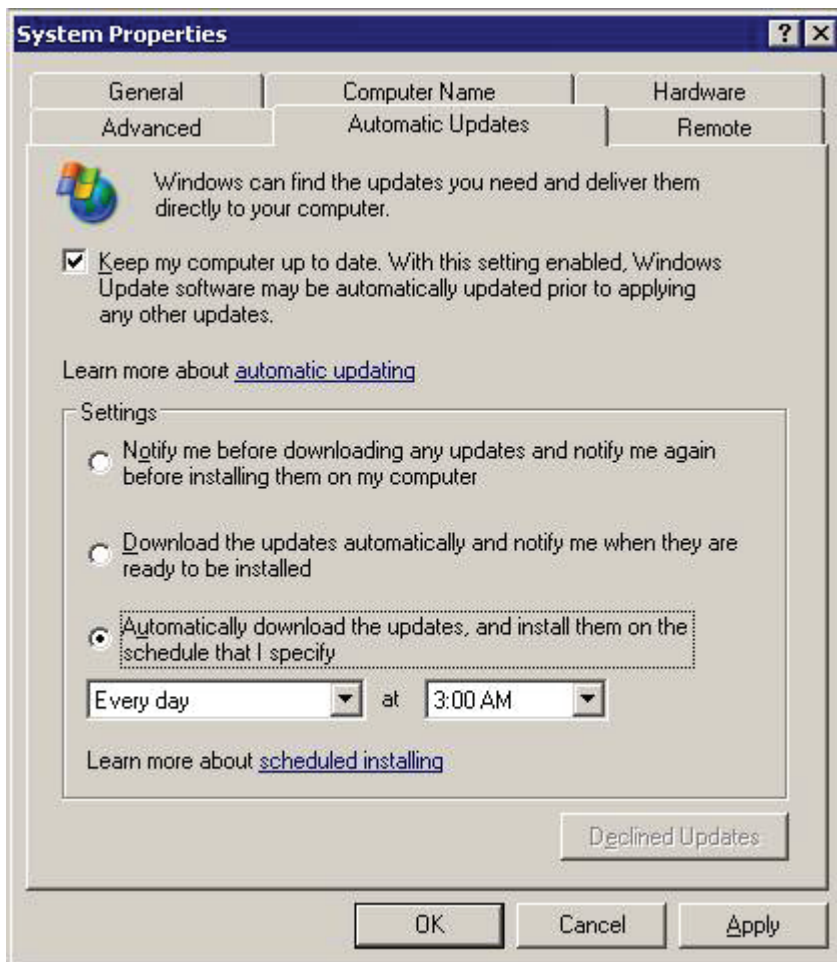 System Properties
General Computer Name Hardware
Advanced Automatic Updates Remote
Windows can find the updates you need and deliver them
directly to your computer.
Keep my computer up to date. With this setting enabled, Windows
Update software may be automatically updated prior to applying
any other updates.
Learn more about automatic updating
Settings
Notify me before downloading any updates and notify me again
before installing them on my computer
Download the updates automatically and notify me when they are
ready to be installed
Automatically download the updates, and install them on the
schedule that I specify
Every day at 3:00 AM
Learn more about scheduled installing
Declined Updates
OK Cancel Apply